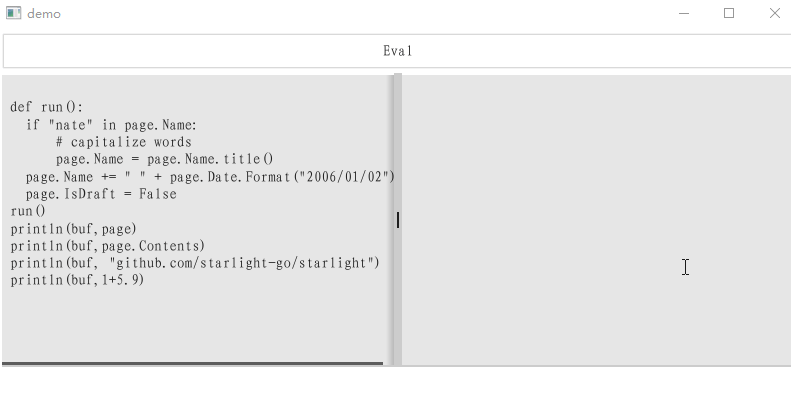 demo
Eval
def run():
  if "nate" in page.Name:
      # capitalize words
      page.Name = page.Name.title()
  page.Name += " " + page.Date.Format("2006/01/02")
  page.IsDraft = False
run()
println(buf,page)
println(buf,page.Contents)
println(buf, "github.com/starlight-go/starlight")
println(buf,1+5.9)